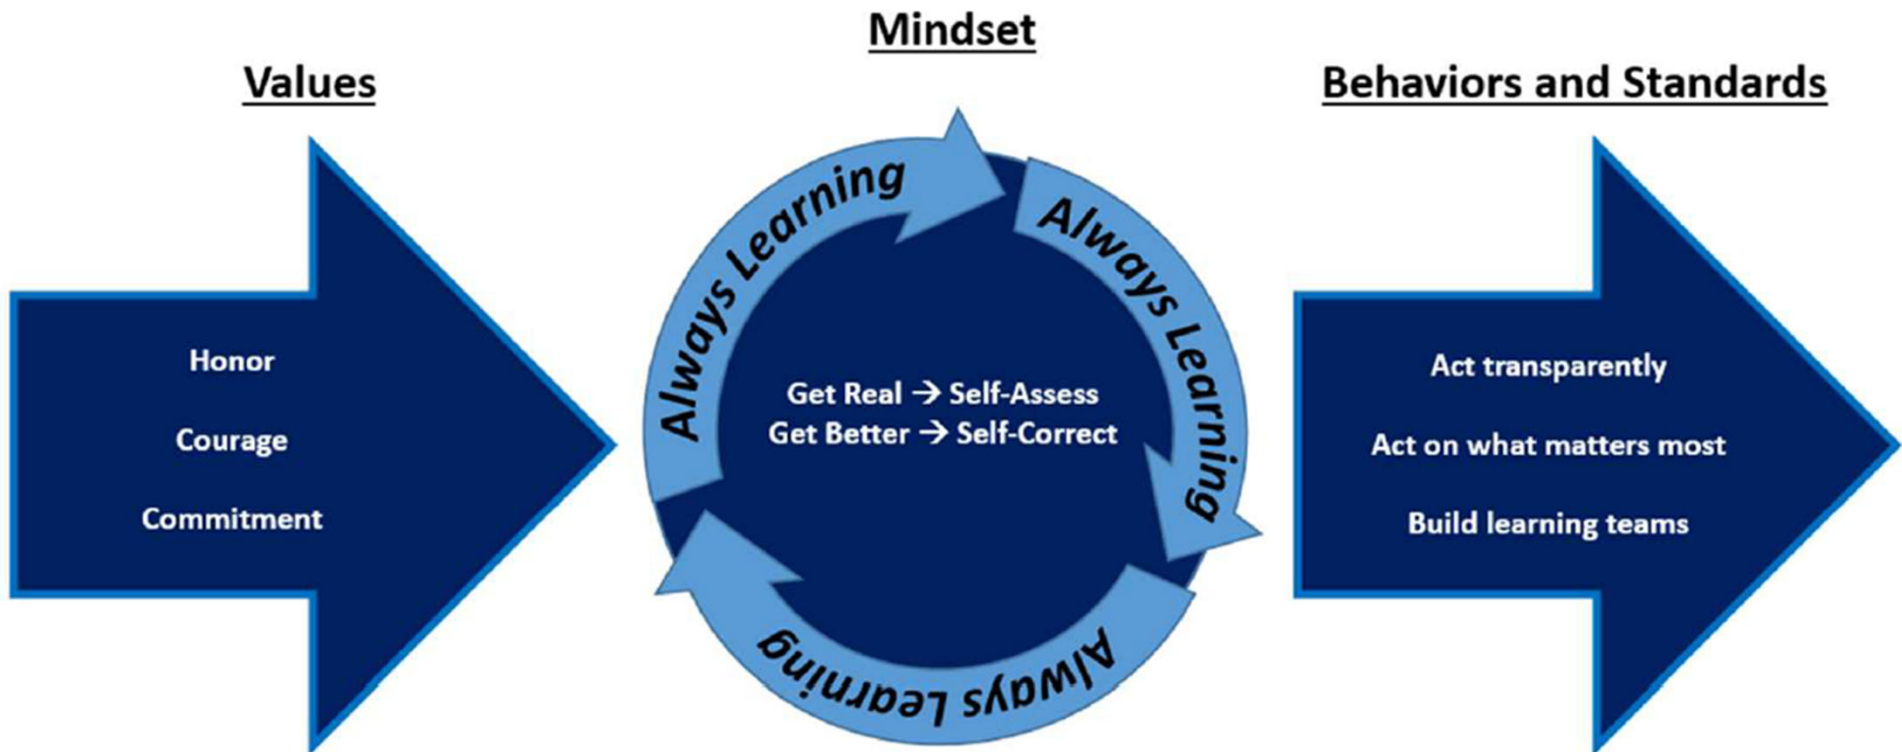 Values
Honor
Courage
Commitment
Mindset
Always Learning
Always Learning
Always Learning
Get Real → Self-Assess
Get Better → Self-Correct
Behaviors and Standards
Act transparently
Act on what matters most
Build learning teams